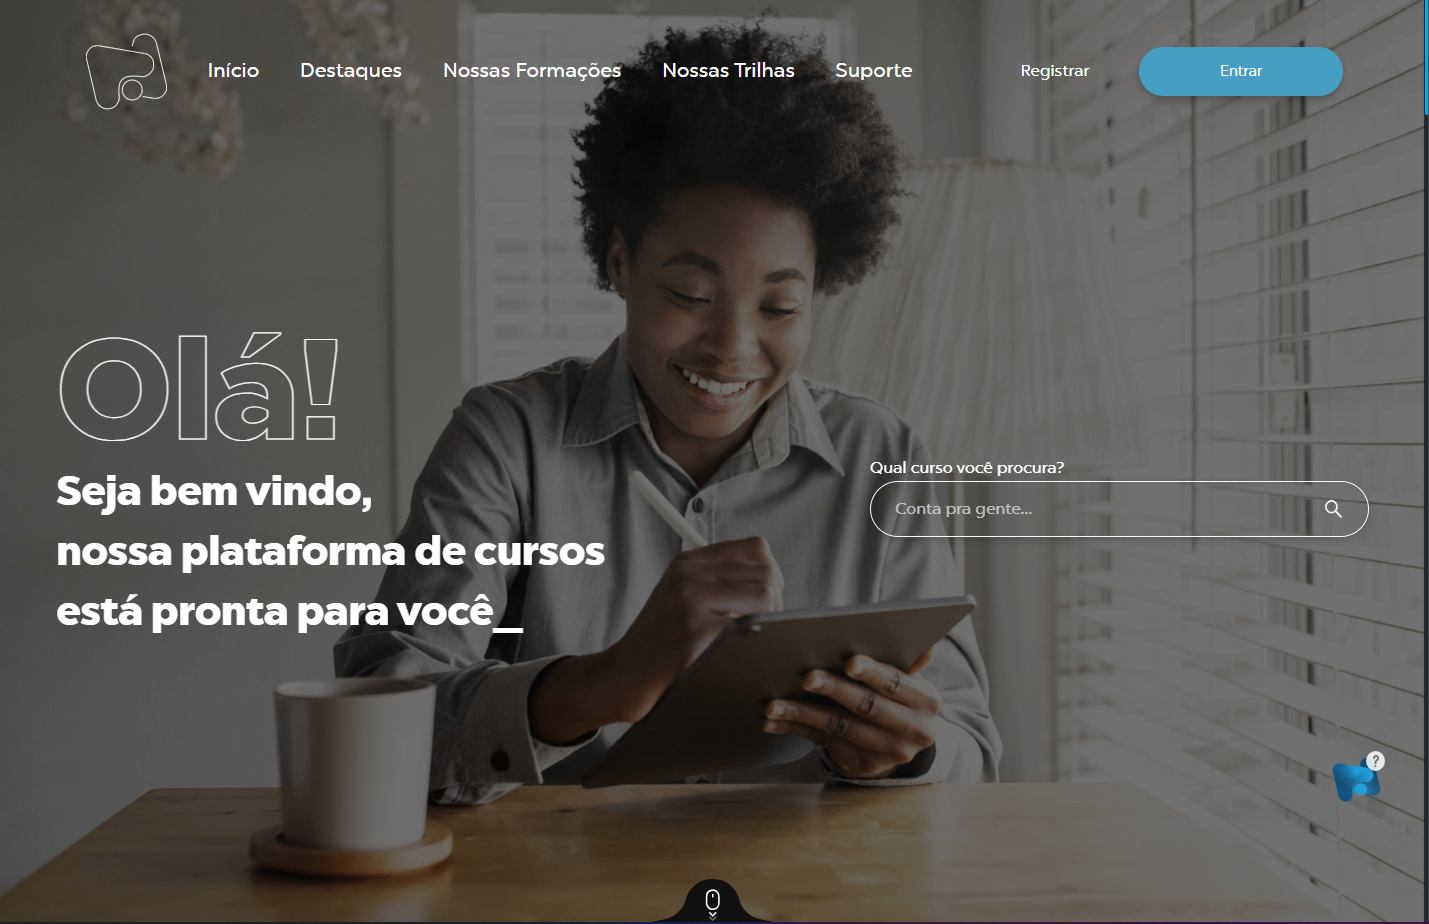 Início
Destaques
Nossas Formações
Nossas Trilhas
Suporte
Registrar
Entrar
Olá!
Seja bem vindo,
nossa plataforma de cursos
está pronta para você_
Qual curso você procura?
Conta pra gente...
?